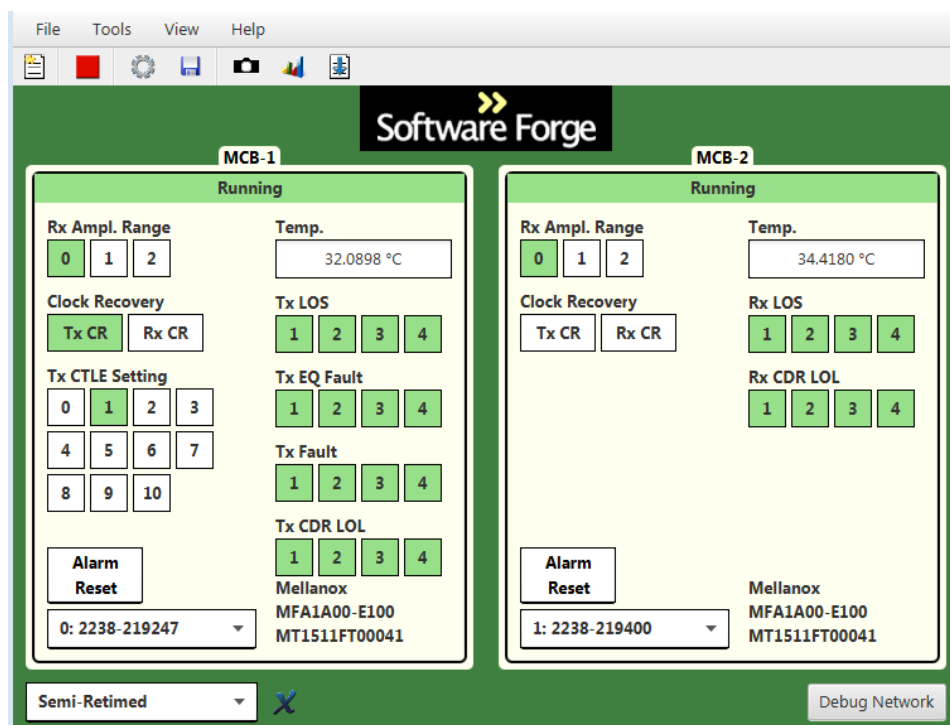 File Tools View Help
Software Forge
MCB-1
Running
Rx Ampl. Range
0 1 2
Temp.
32.0898 °C
Clock Recovery
Tx CR Rx CR
Tx LOS
1 2 3 4
Tx CTLE Setting
0 1 2 3
4 5 6 7
8 9 10
Tx EQ Fault
1 2 3 4
Tx Fault
1 2 3 4
Tx CDR LOL
1 2 3 4
Alarm
Reset
Mellanox
MFA1A00-E100
MT1511FT00041
0: 2238-219247
MCB-2
Running
Rx Ampl. Range
0 1 2
Temp.
34.4180 °C
Clock Recovery
Tx CR Rx CR
Rx LOS
1 2 3 4
Rx CDR LOL
1 2 3 4
Alarm
Reset
Mellanox
MFA1A00-E100
MT1511FT00041
1: 2238-219400
Semi-Retimed
Debug Network